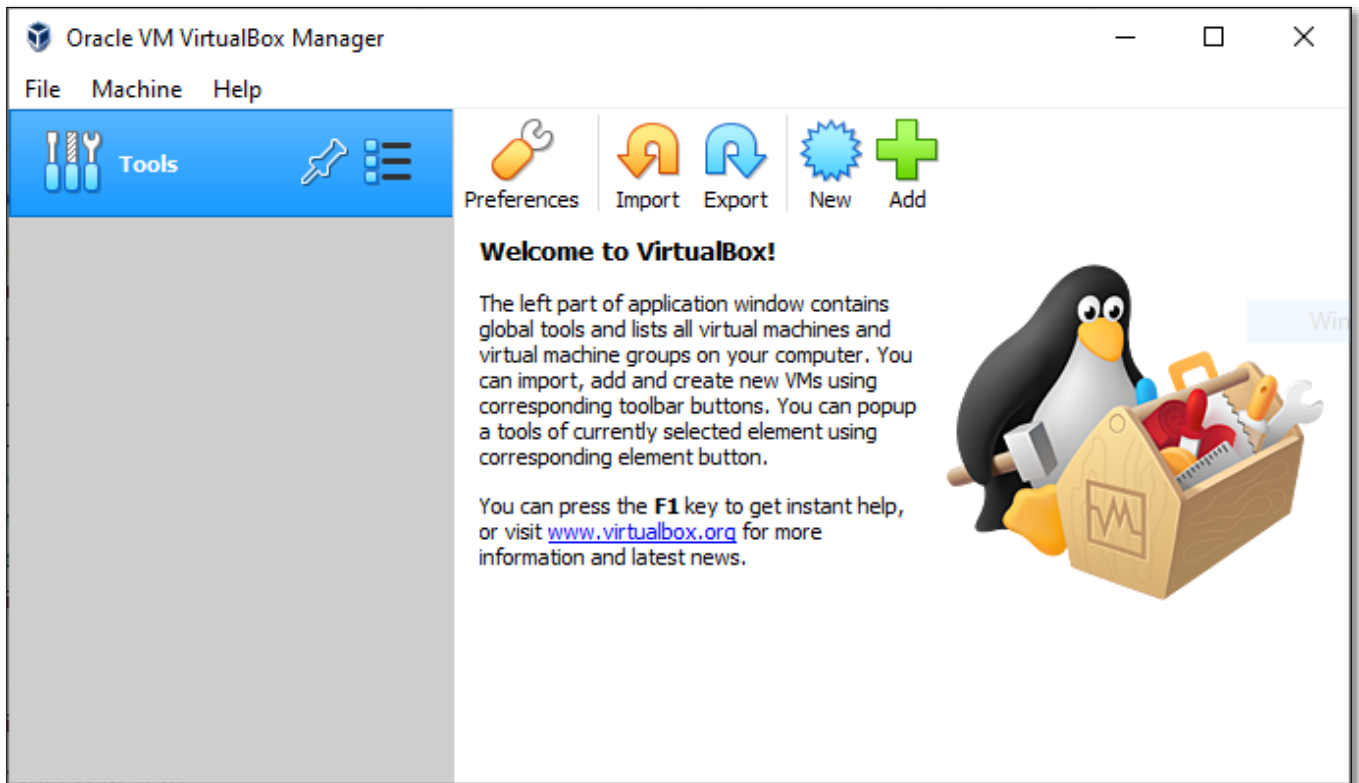 Oracle VM VirtualBox Manager
File Machine Help
Tools
Preferences Import Export New Add
Welcome to VirtualBox!
The left part of application window contains
global tools and lists all virtual machines and
virtual machine groups on your computer. You
can import, add and create new VMs using
corresponding toolbar buttons. You can popup
a tools of currently selected element using
corresponding element button.
You can press the F1 key to get instant help,
or visit www.virtualbox.org for more
information and latest news.
Win